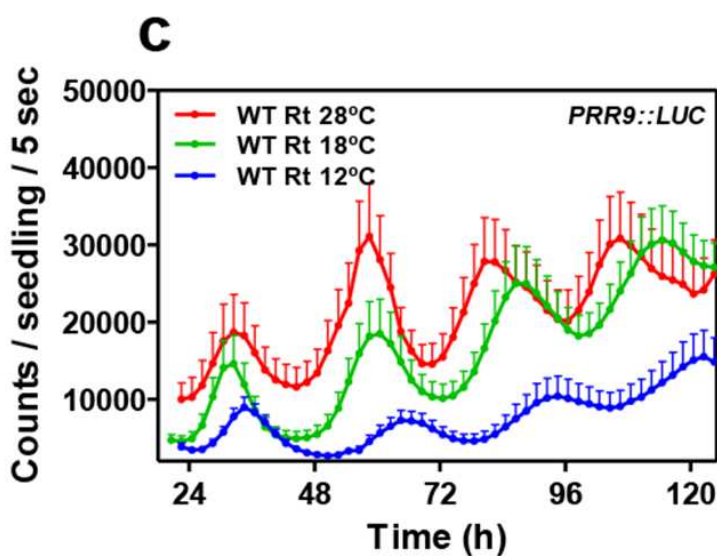 C
Counts / seedling / 5 sec
50000
40000
30000
20000
10000
WT Rt 28ºC
WT Rt 18ºC
WT Rt 12ºC
PRR9::LUC
24 48 72 96 120
Time (h)